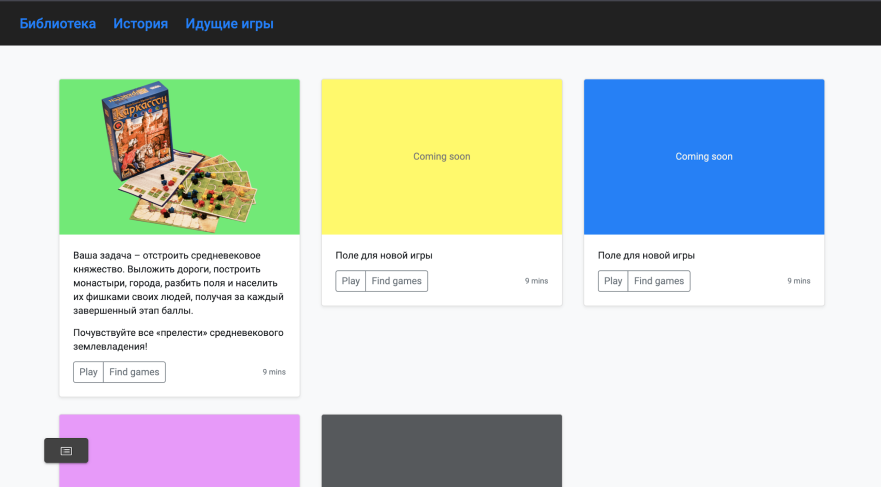 Библиотека История Идущие игры
каркассон
Coming soon
Coming soon
Ваша задача – отстроить средневековое
княжество. Выложить дороги, построить
монастыри, города, разбить поля и населить
их фишками своих людей, получая за каждый
завершенный этап баллы.
Почувствуйте все «прелести» средневекового
землевладения!
Play Find games 9 mins
Поле для новой игры
Play Find games 9 mins
Поле для новой игры
Play Find games 9 mins